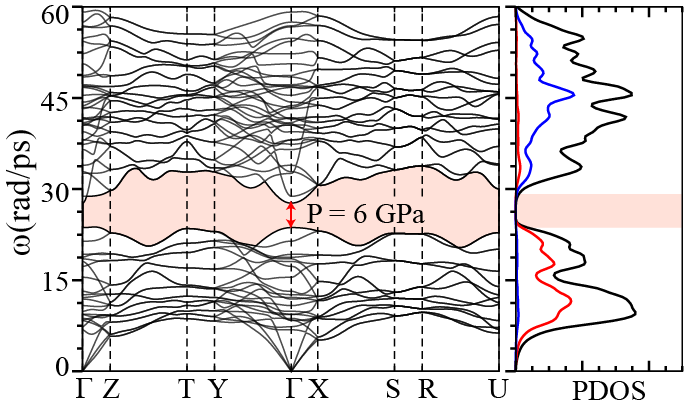 60
45
30
15
0
ω(rad/ps)
P = 6 GPa
Γ Z T Y Γ X S R U
PDOS